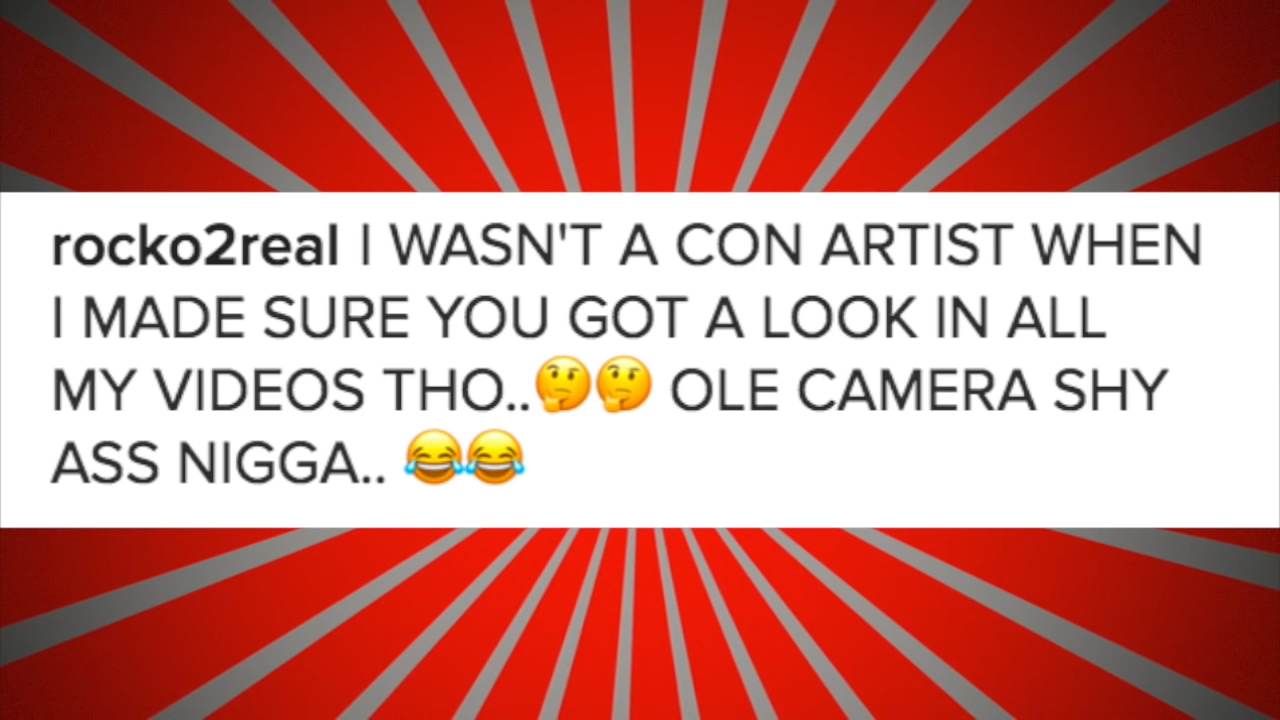 rocko2real I WASN'T A CON ARTIST WHEN
I MADE SURE YOU GOT A LOOK IN ALL
MY VIDEOS THO..🤔🤔 OLE CAMERA SHY
ASS NIGGA.. 😂😂